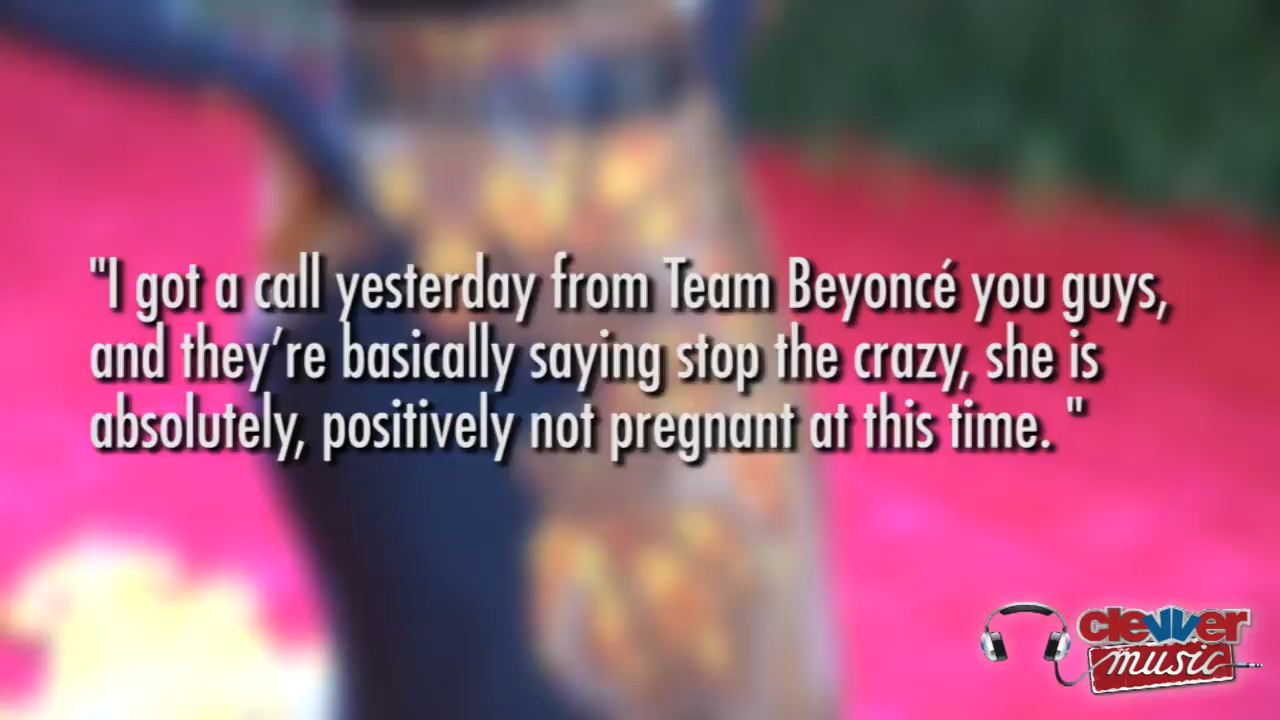 "I got a call yesterday from Team Beyoncé you guys,
and they’re basically saying stop the crazy, she is
absolutely, positively not pregnant at this time. "
clevver
music